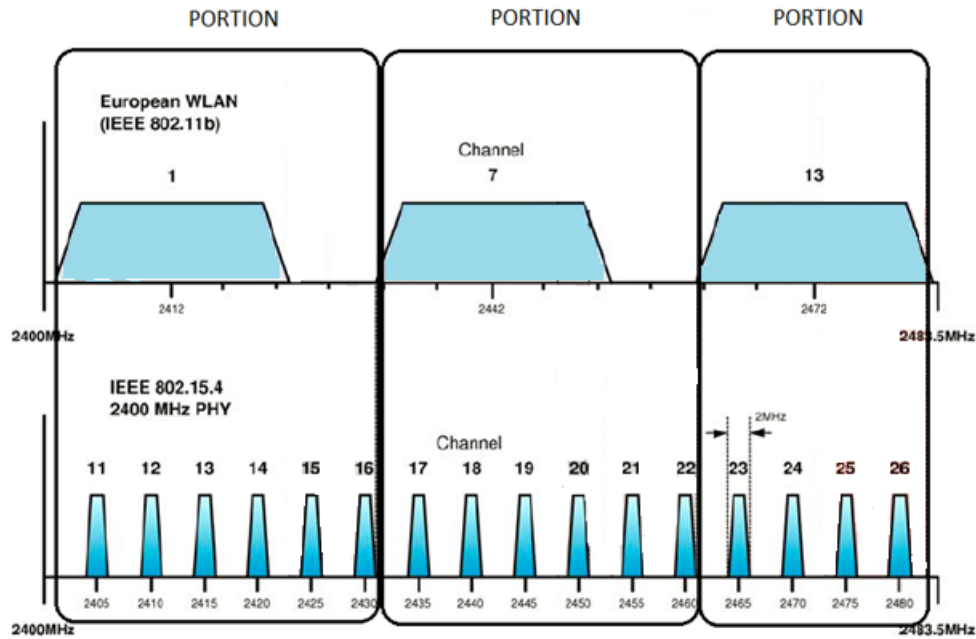 PORTION PORTION PORTION
European WLAN
(IEEE 802.11b)
Channel
1 7 13
2412 2442 2472
2400MHz 2483.5MHz
IEEE 802.15.4
2400 MHz PHY
2MHz
Channel
11 12 13 14 15 16 17 18 19 20 21 22 23 24 25 26
2405 2410 2415 2420 2425 2430 2435 2440 2445 2450 2455 2460 2465 2470 2475 2480
2400MHz 2483.5MHz